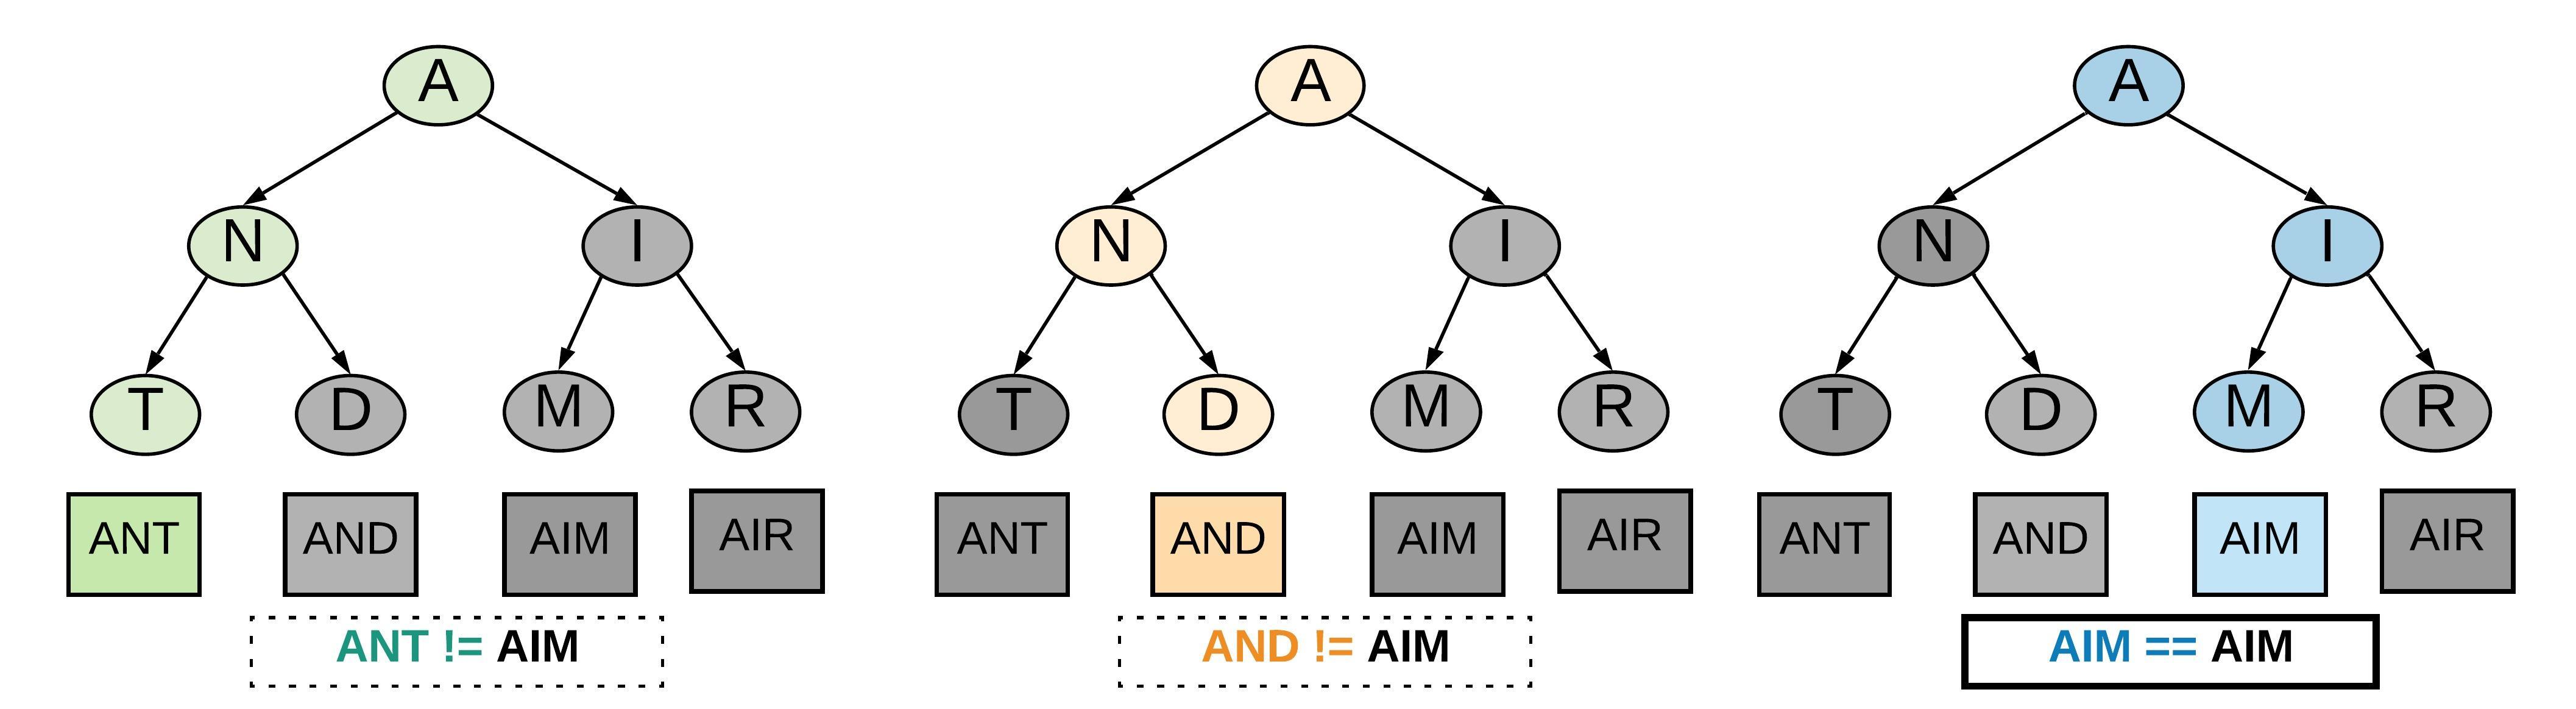 A
N I
T D M R
ANT AND AIM AIR
ANT != AIM
A
N I
T D M R
ANT AND AIM AIR
AND != AIM
A
N I
T D M R
ANT AND AIM AIR
AIM == AIM